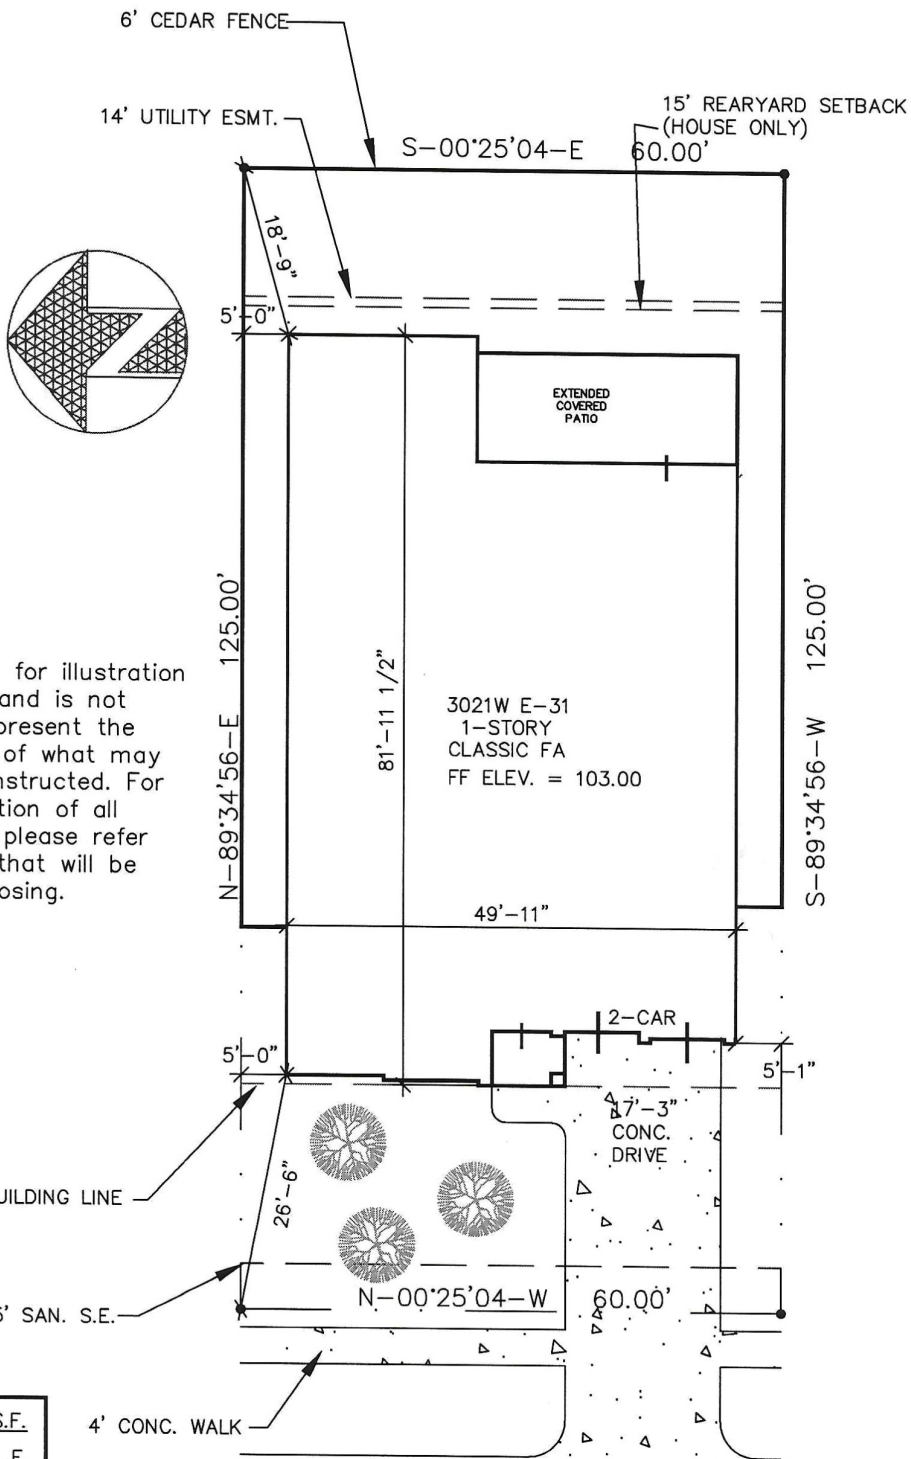 6' CEDAR FENCE
14' UTILITY ESMT.
15' REARYARD SETBACK
(HOUSE ONLY)
S-00°25'04-E 60.00'
18'-9"
5'-0"
N
EXTENDED
COVERED
PATIO
N-89°34'56-E 125.00'
81'-11 1/2"
S-89°34'56-W 125.00'
for illustration
and is not
present the
of what may
nstructed. For
tion of all
please refer
that will be
osing.
3021W E-31
1-STORY
CLASSIC FA
FF ELEV. = 103.00
49'-11"
2-CAR
5'-0"
5'-1"
17'-3"
CONC.
DRIVE
UILDING LINE
26'-6"
5' SAN. S.E.
N-00°25'04-W 60.00'
4' CONC. WALK
S.F.
F